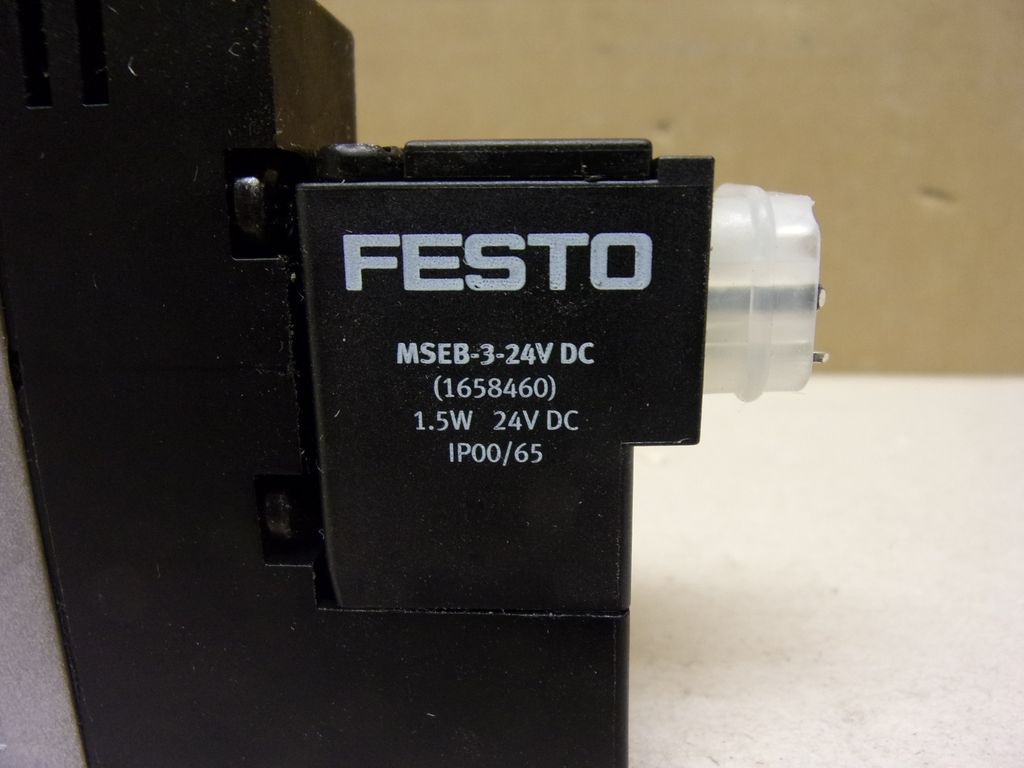 FESTO
MSEB-3-24V DC
(1658460)
1.5W 24V DC
IP00/65